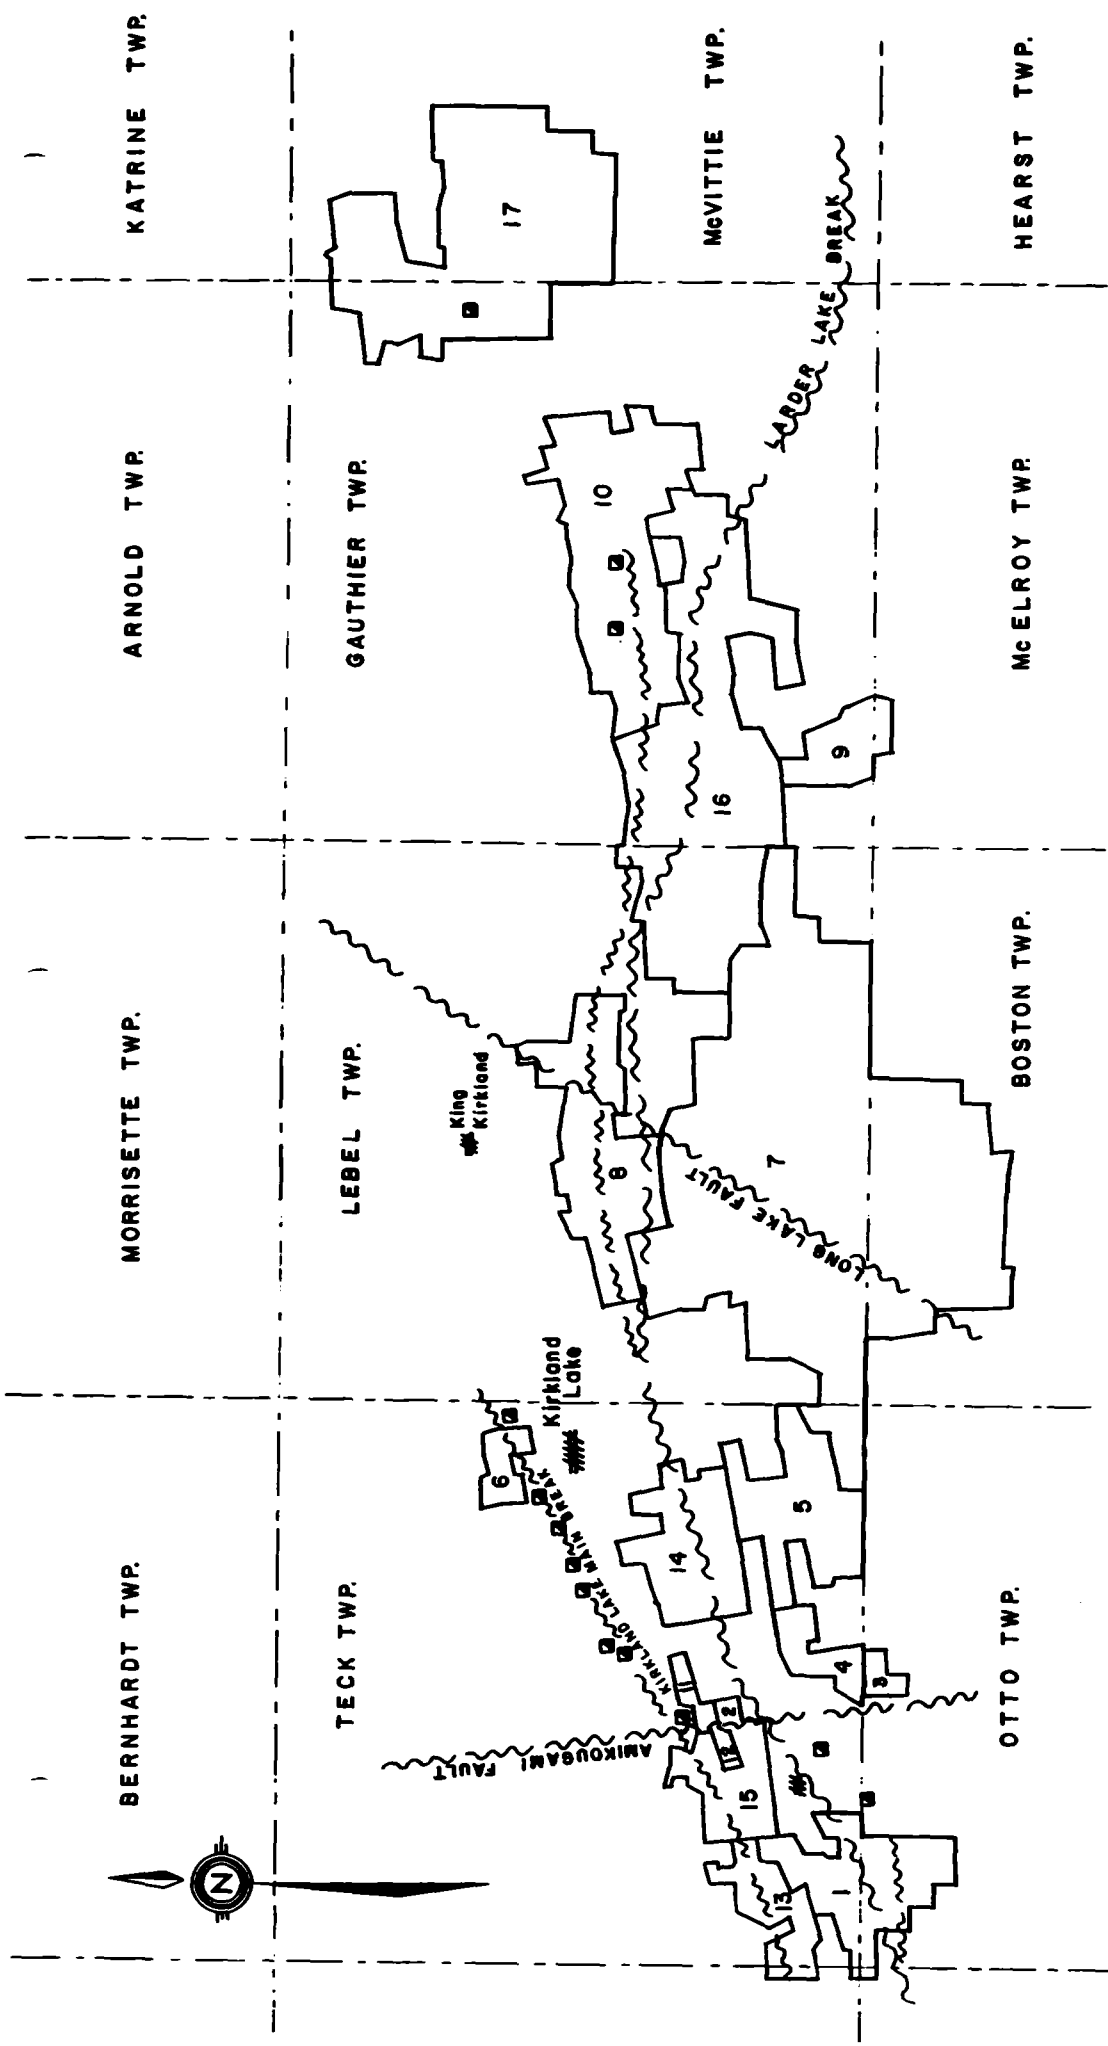 BERNHARDT TWP.
MORRISETTE TWP.
ARNOLD TWP.
KATRINE TWP.
N
TECK TWP.
LEBEL TWP.
GAUTHIER TWP.
McVITTIE TWP.
King
Kirkland
Kirkland
Lake
KIRKLAND LAKE MAIN BREAK
AMIKOUGAMI FAULT
LONG LAKE FAULT
LARDER LAKE BREAK
17
10
6
8
16
9
7
14
5
11
2
12
15
4
3
13
1
OTTO TWP.
BOSTON TWP.
McELROY TWP.
HEARST TWP.